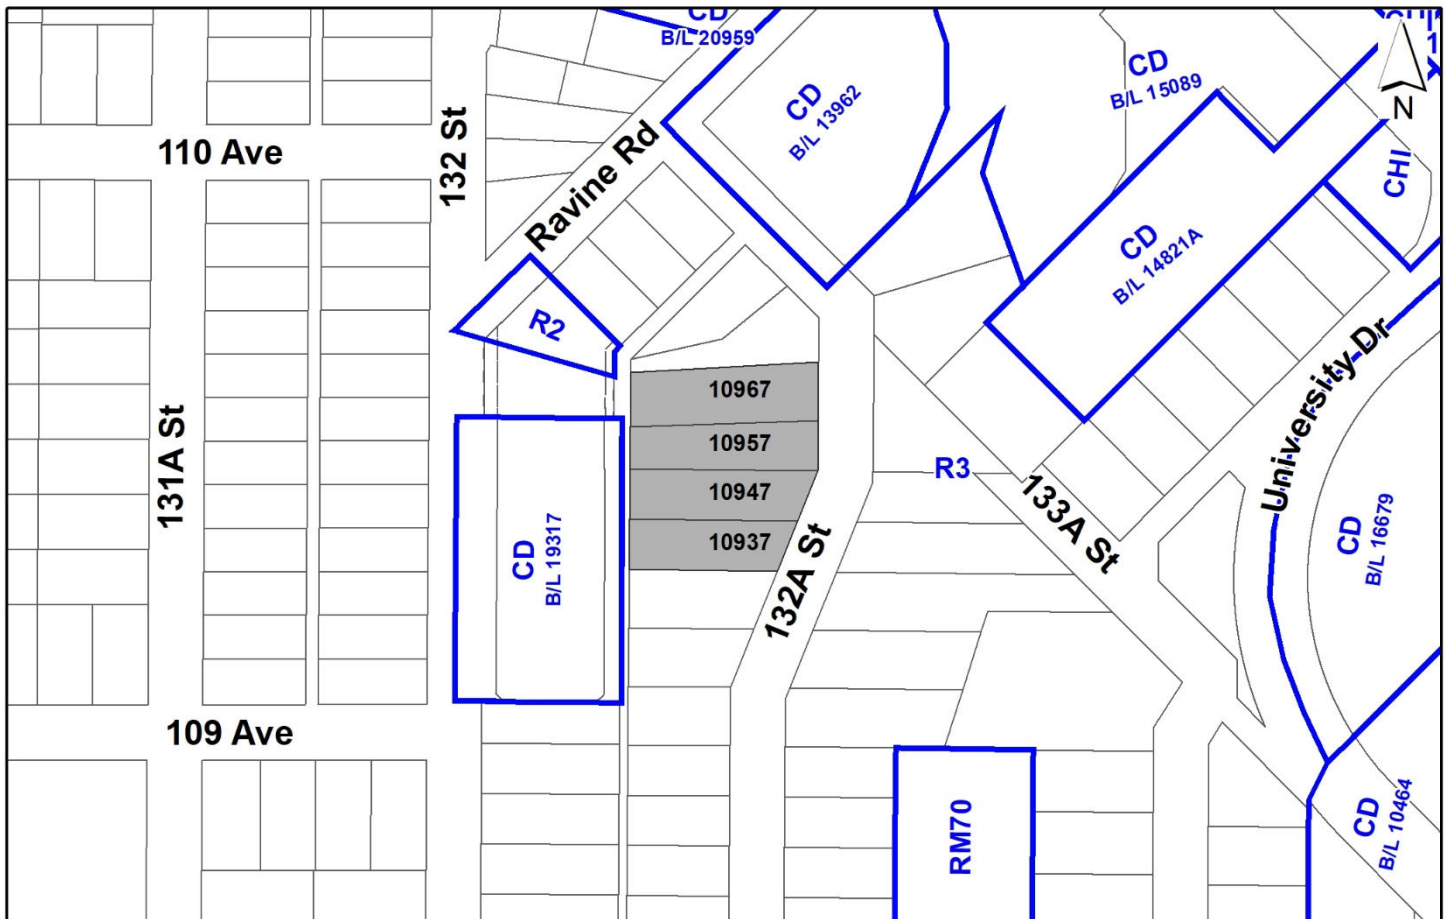 CD
B/L 20959
CD
B/L 13962
CD
B/L 15089
N
CHI
110 Ave
132 St
Ravine Rd
CD
B/L 14821A
R2
University Dr
10967
10957
10947
10937
R3
131A St
133A St
132A St
CD
B/L 19317
CD
B/L 16679
109 Ave
RM70
CD
B/L 10464